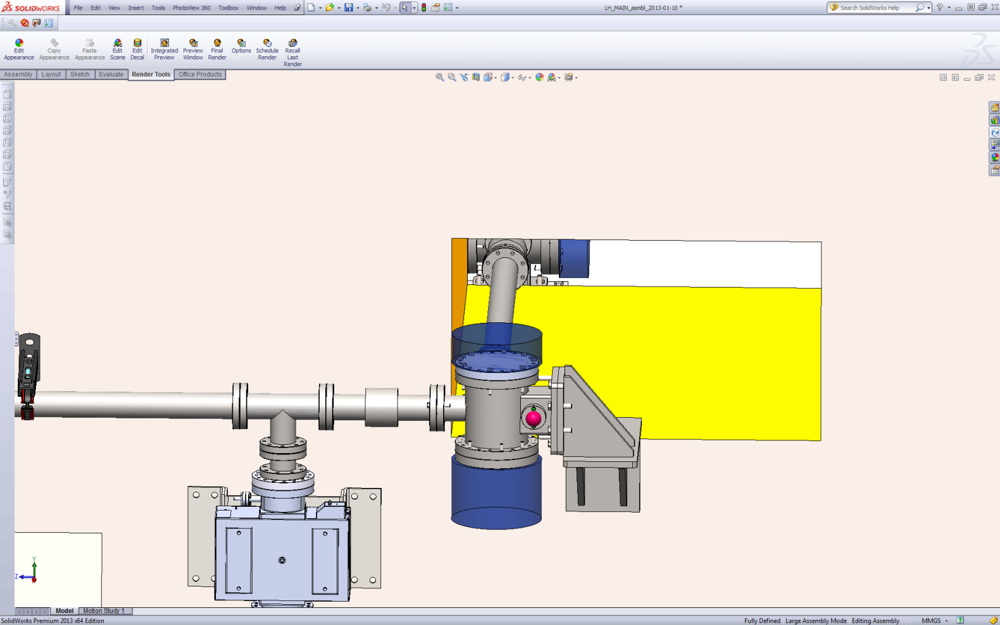 SOLIDWORKS File Edit View Insert Tools PhotoView 360 Toolbox Window Help LH_MAIN_asmbl_2013-01-10 * Search SolidWorks Help
Edit Appearance
Copy Appearance
Paste Appearance
Edit Scene
Edit Decal
Integrated Preview
Preview Window
Final Render
Options
Schedule Render
Recall Last Render
Assembly Layout Sketch Evaluate Render Tools Office Products
Y
Z
Model Motion Study 1
SolidWorks Premium 2013 x64 Edition Fully Defined Large Assembly Mode Editing Assembly MMGS